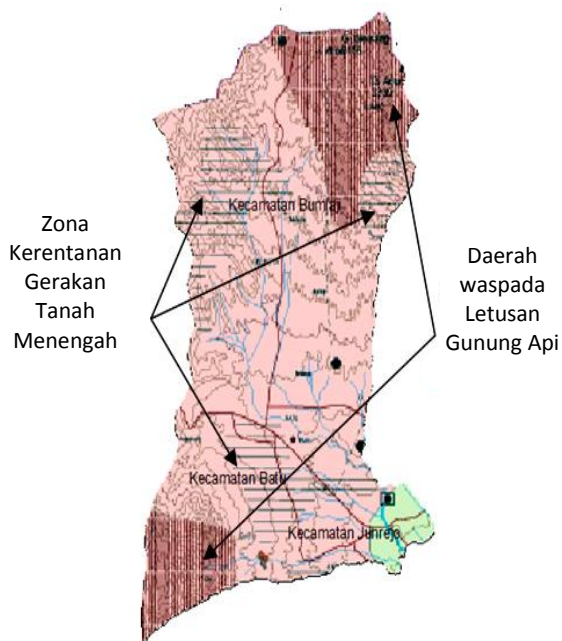 Kecamatan Bumiaji
Zona
Kerentanan
Gerakan
Tanah
Menengah
Daerah
waspada
Letusan
Gunung Api
Kecamatan Batu
Kecamatan Junrejo